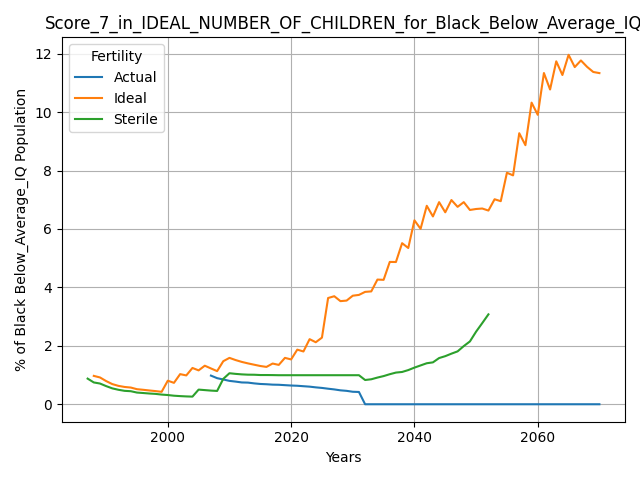 Score_7_in_IDEAL_NUMBER_OF_CHILDREN_for_Black_Below_Average_IQ
Fertility
Actual
Ideal
Sterile
% of Black Below_Average_IQ Population
12
10
8
6
4
2
0
2000
2020
2040
2060
Years